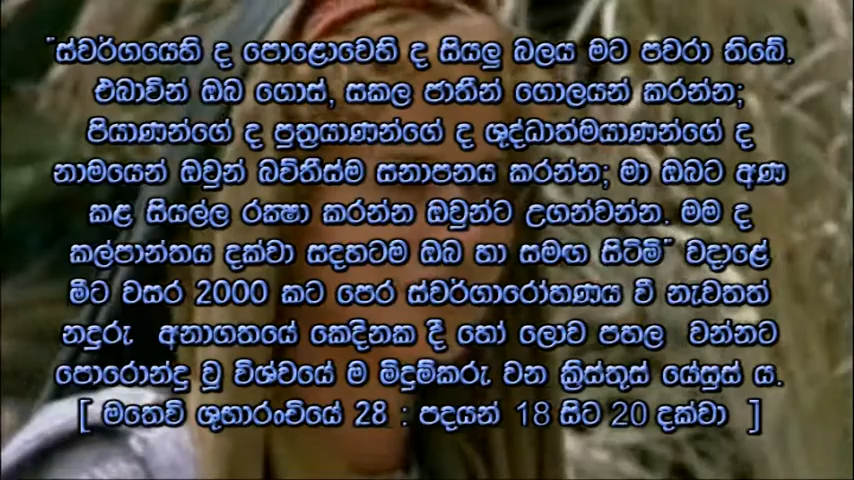 "ස්වර්ගයෙහි ද පොළොවෙහි ද සියලු බලය මට පවරා තිබේ.
එබාවින් ඔබ ගොස්, සකල ජාතීන් ගෝලයන් කරන්න;
පියාණන්ගේ ද පුත්‍රයාණන්ගේ ද ශුද්ධාත්මයාණන්ගේ ද
නාමයෙන් ඔවුන් බව්තීස්ම ස්නාපනය කරන්න; මා ඔබට අණ
කළ සියල්ල රක්ෂා කරන්න ඔවුන්ට උගන්වන්න. මම ද
කල්පාන්තය දක්වා සදහටම ඔබ හා සමඟ සිටිමි" වදාළේ
මීට වසර 2000 කට පෙර ස්වර්ගාරෝහණය වී නැවතත්
නුදුරු අනාගතයේ කෙදිනක දී හෝ ලොව පහල වන්නට
පොරොන්දු වූ විශ්වයේ ම මිදුම්කරු වන ක්‍රිස්තුස් යේසුස් ය.
[ මතෙව් ශුභාරංචියේ 28 : පදයන් 18 සිට 20 දක්වා ]